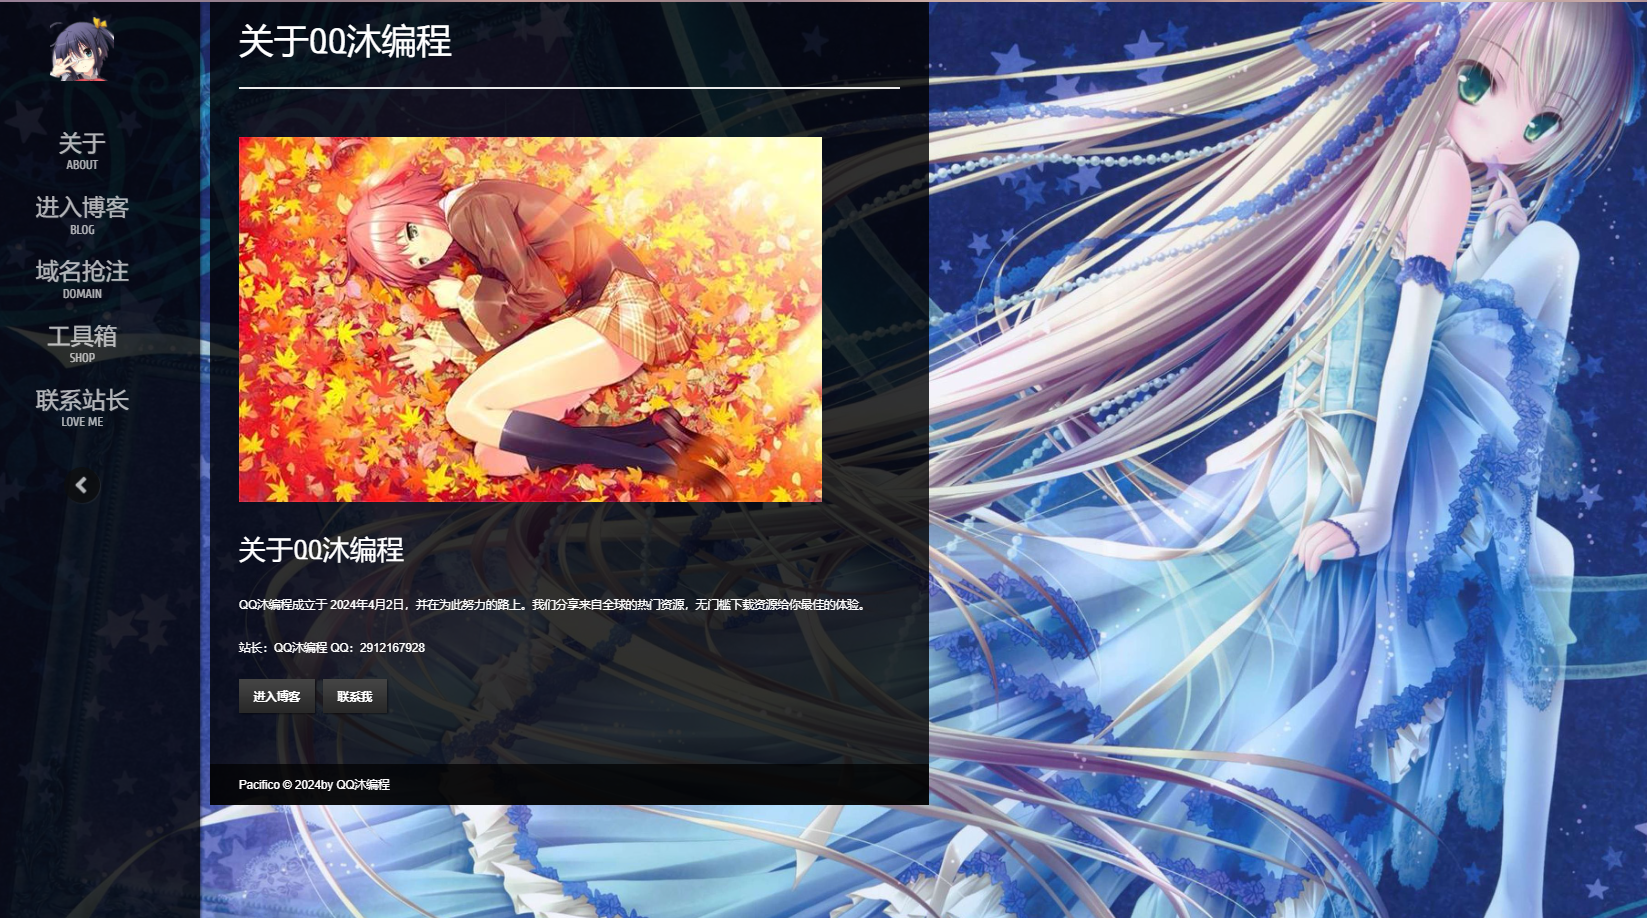 关于
ABOUT
进入博客
BLOG
域名抢注
DOMAIN
工具箱
SHOP
联系站长
LOVE ME
关于QQ沐编程
关于QQ沐编程
QQ沐编程成立于 2024年4月2日，并在为此努力的路上。我们分享来自全球的热门资源，无门槛下载资源给你最佳的体验。
站长：QQ沐编程 QQ：2912167928
进入博客 联系我
Pacifico © 2024by QQ沐编程